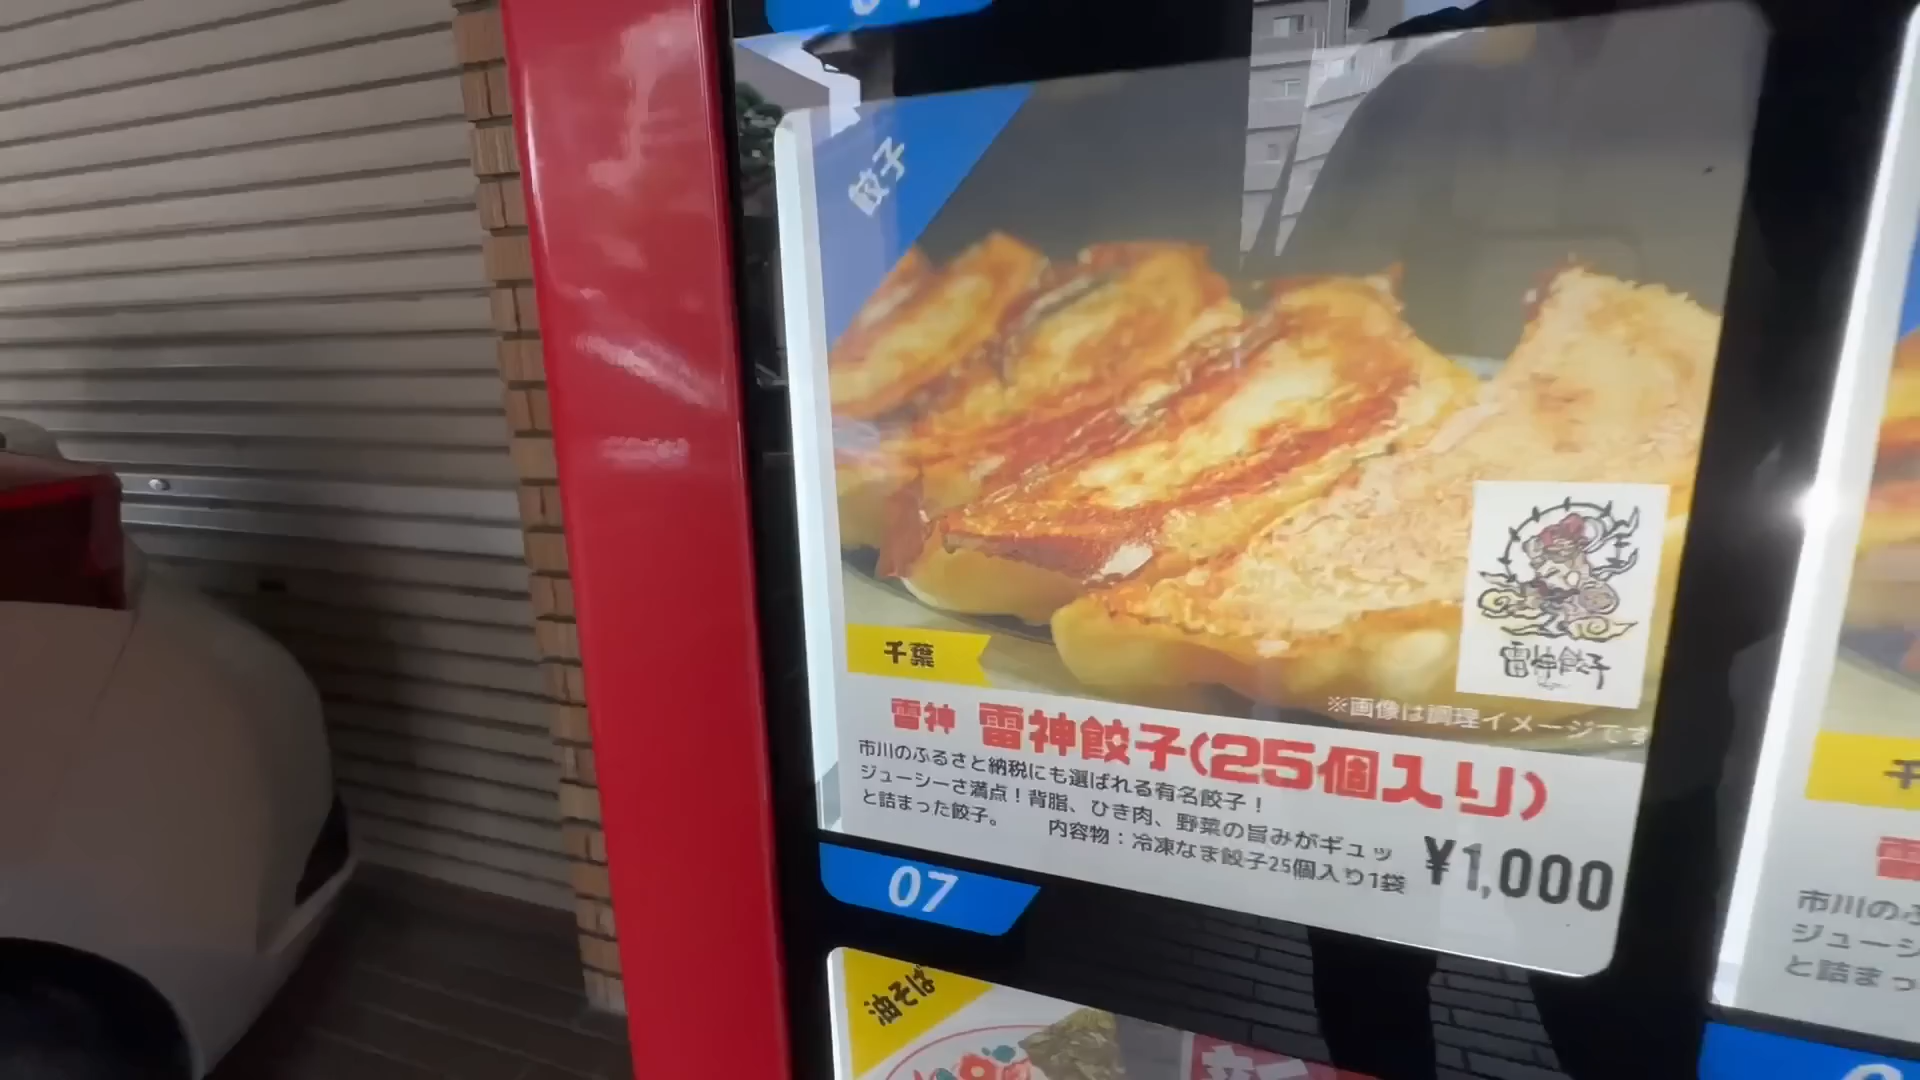 餃子
千葉
雷神餃子
※画像は調理イメージです
雷神 雷神餃子(25個入り)
市川のふるさと納税にも選ばれる有名餃子！
ジューシーさ満点！背脂、ひき肉、野菜の旨みがギュッ
と詰まった餃子。 内容物：冷凍なま餃子25個入り1袋
¥1,000
07
油そば
千
市川のふ
ジューシ
と詰まっ